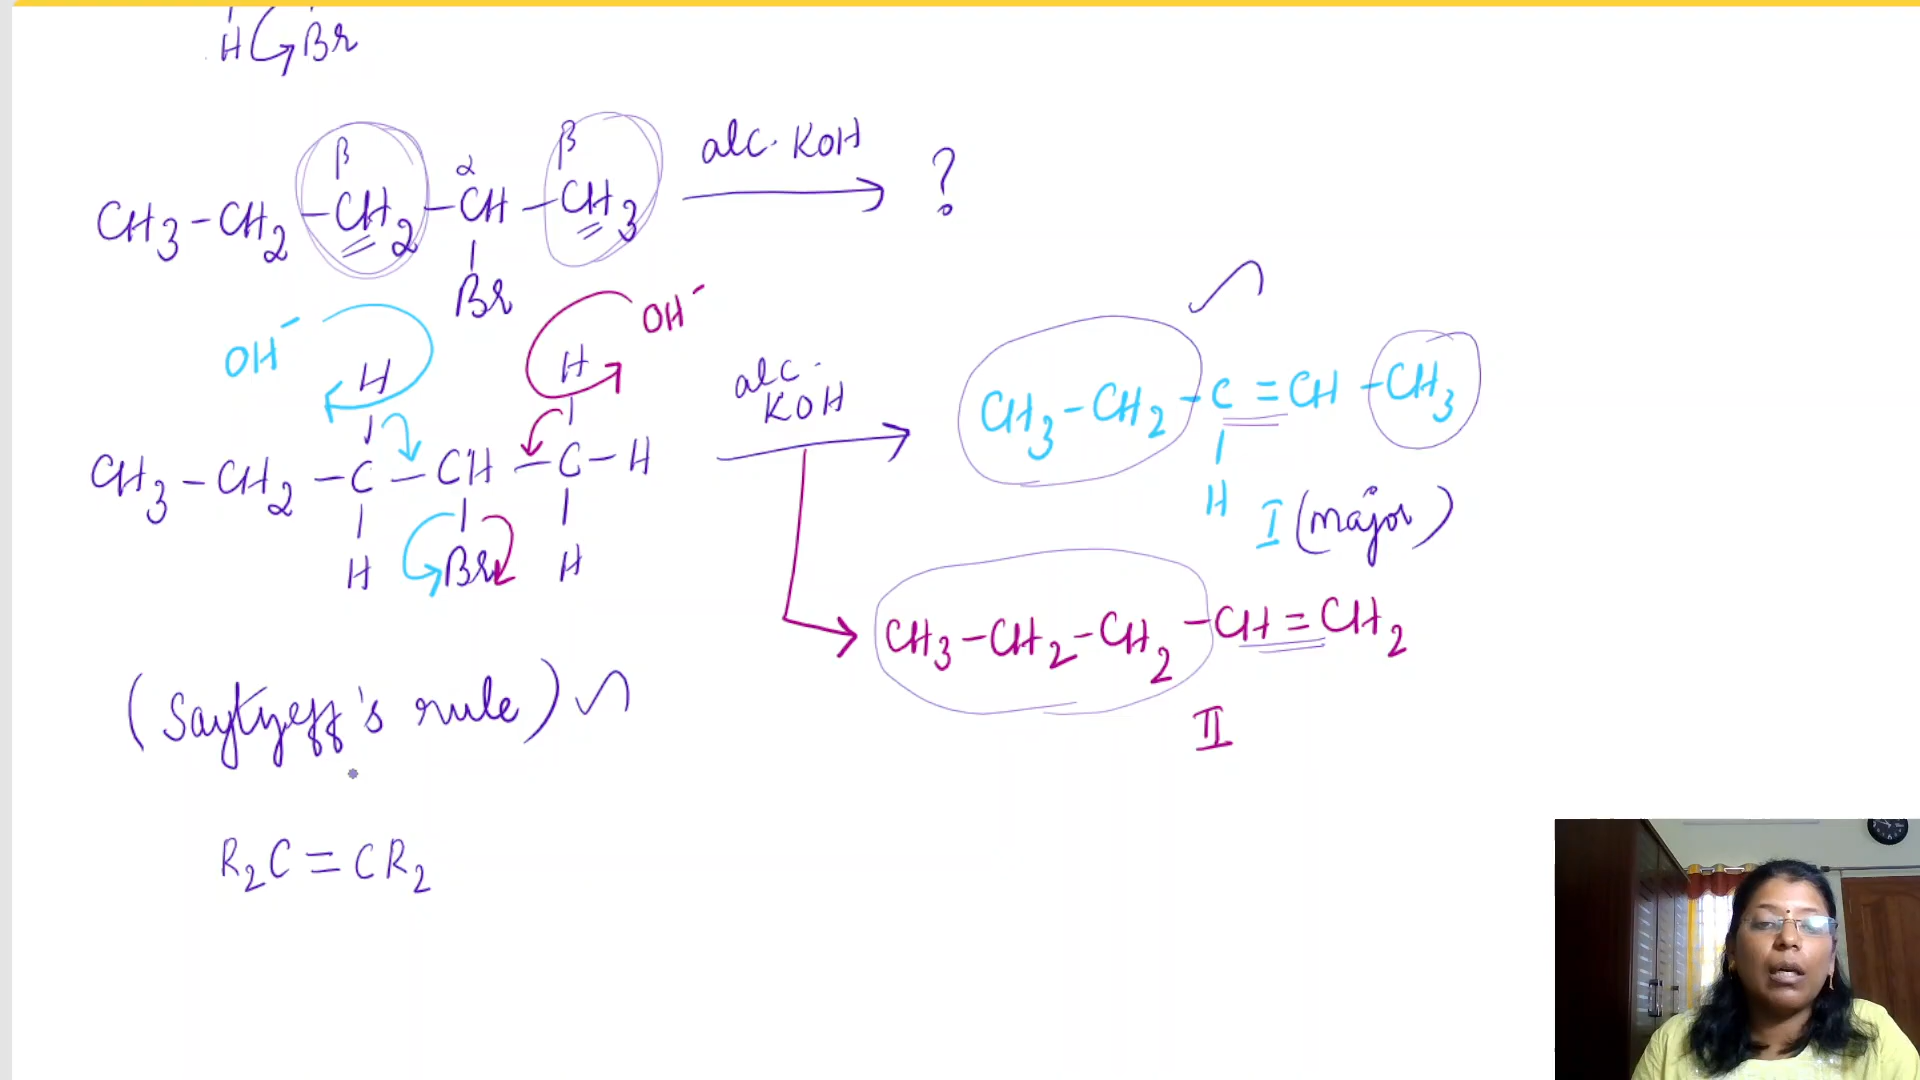 H Br
β α β
CH3-CH2-CH2-CH-CH3 alc. KOH ?
Br
OH- OH-
H H
CH3-CH2-C-CH-C-H
H Br H
alc.
KOH
CH3-CH2-C=CH-CH3
H
I (major)
CH3-CH2-CH2-CH=CH2
II
(Saytzeff's rule)
R2C=CR2